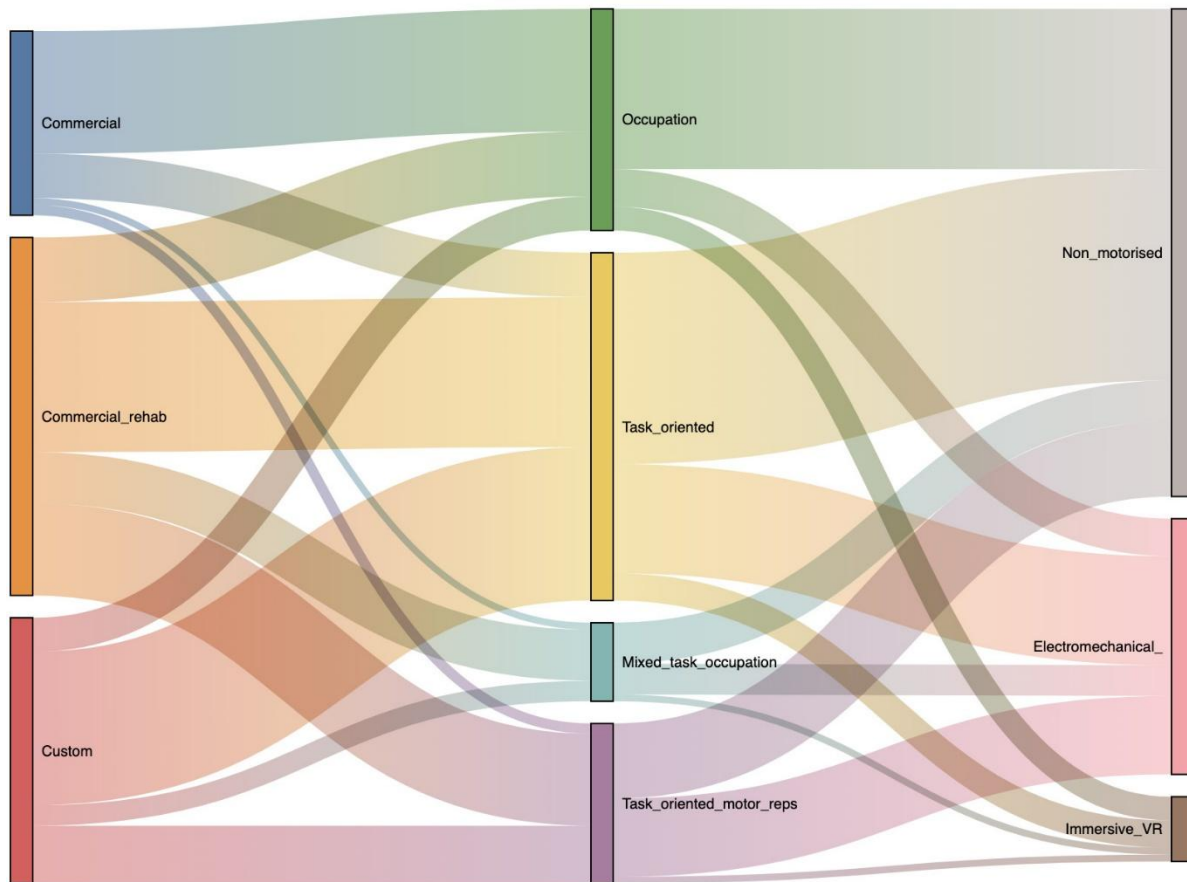 Commercial
Commercial_rehab
Custom
Occupation
Task_oriented
Mixed_task_occupation
Task_oriented_motor_reps
Non_motorised
Electromechanical_
Immersive_VR